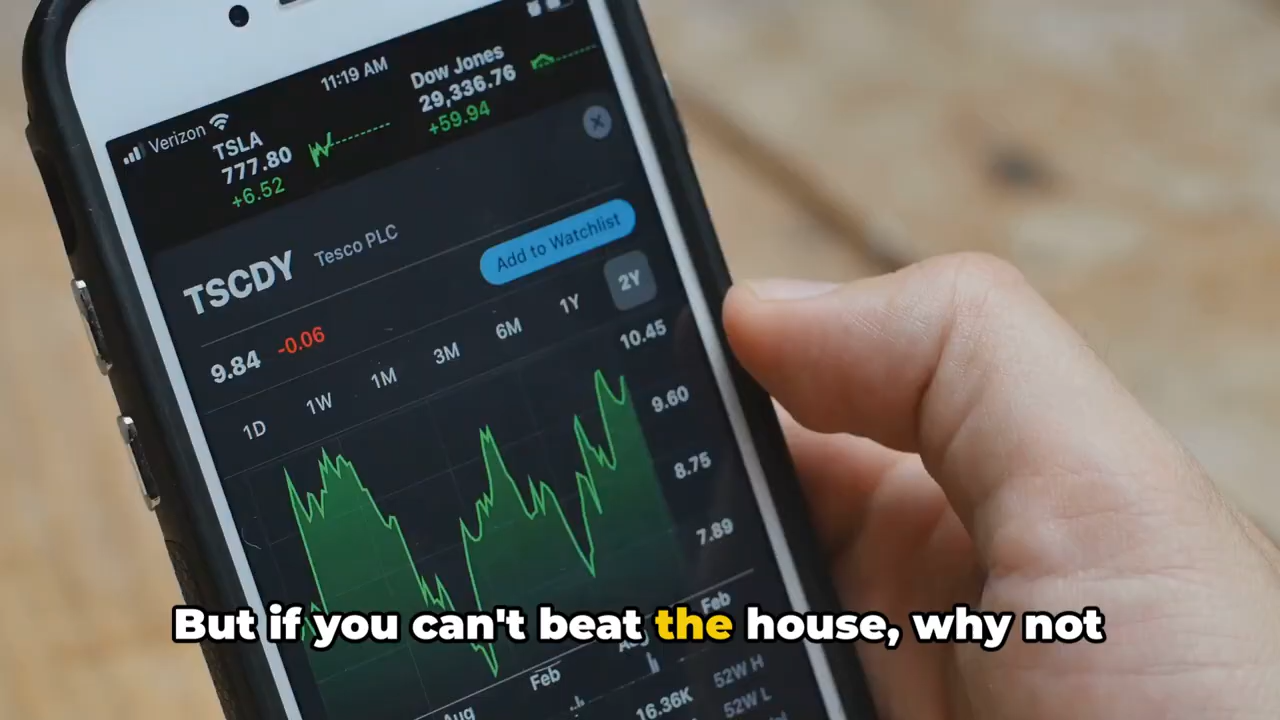 11:19 AM
Verizon
TSLA
777.80
+6.52
Dow Jones
29,336.76
+59.94
TSCDY Tesco PLC
Add to Watchlist
9.84 -0.06
1D 1W 1M 3M 6M 1Y 2Y
10.45
9.60
8.75
7.89
Aug Feb Aug Feb
16.36K
52W H
52W L
But if you can't beat the house, why not